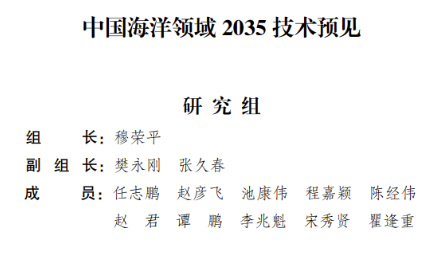 中国海洋领域 2035 技术预见
研 究 组
组 长：穆荣平
副 组 长：樊永刚 张久春
成 员：任志鹏 赵彦飞 池康伟 程嘉颖 陈经伟
赵 君 谭 鹏 李兆魁 宋秀贤 瞿逢重